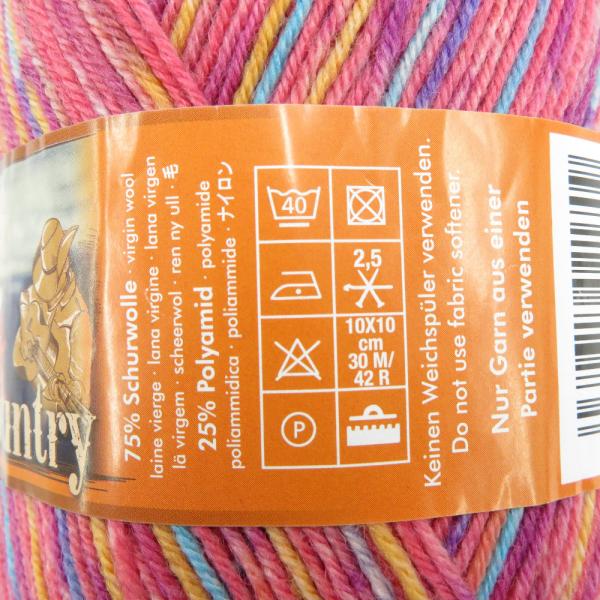 untry
75% Schurwolle · virgin wool
laine vierge · lana virgine · lana virgen
lã virgem · scheerwol · ren ny ull · 毛
25% Polyamid · polyamide
poliammidica · poliammide · ナイロン
40
2,5
10X10
cm
30 M/
42 R
P
Keinen Weichspüler verwenden.
Do not use fabric softener.
Nur Garn aus einer
Partie verwenden